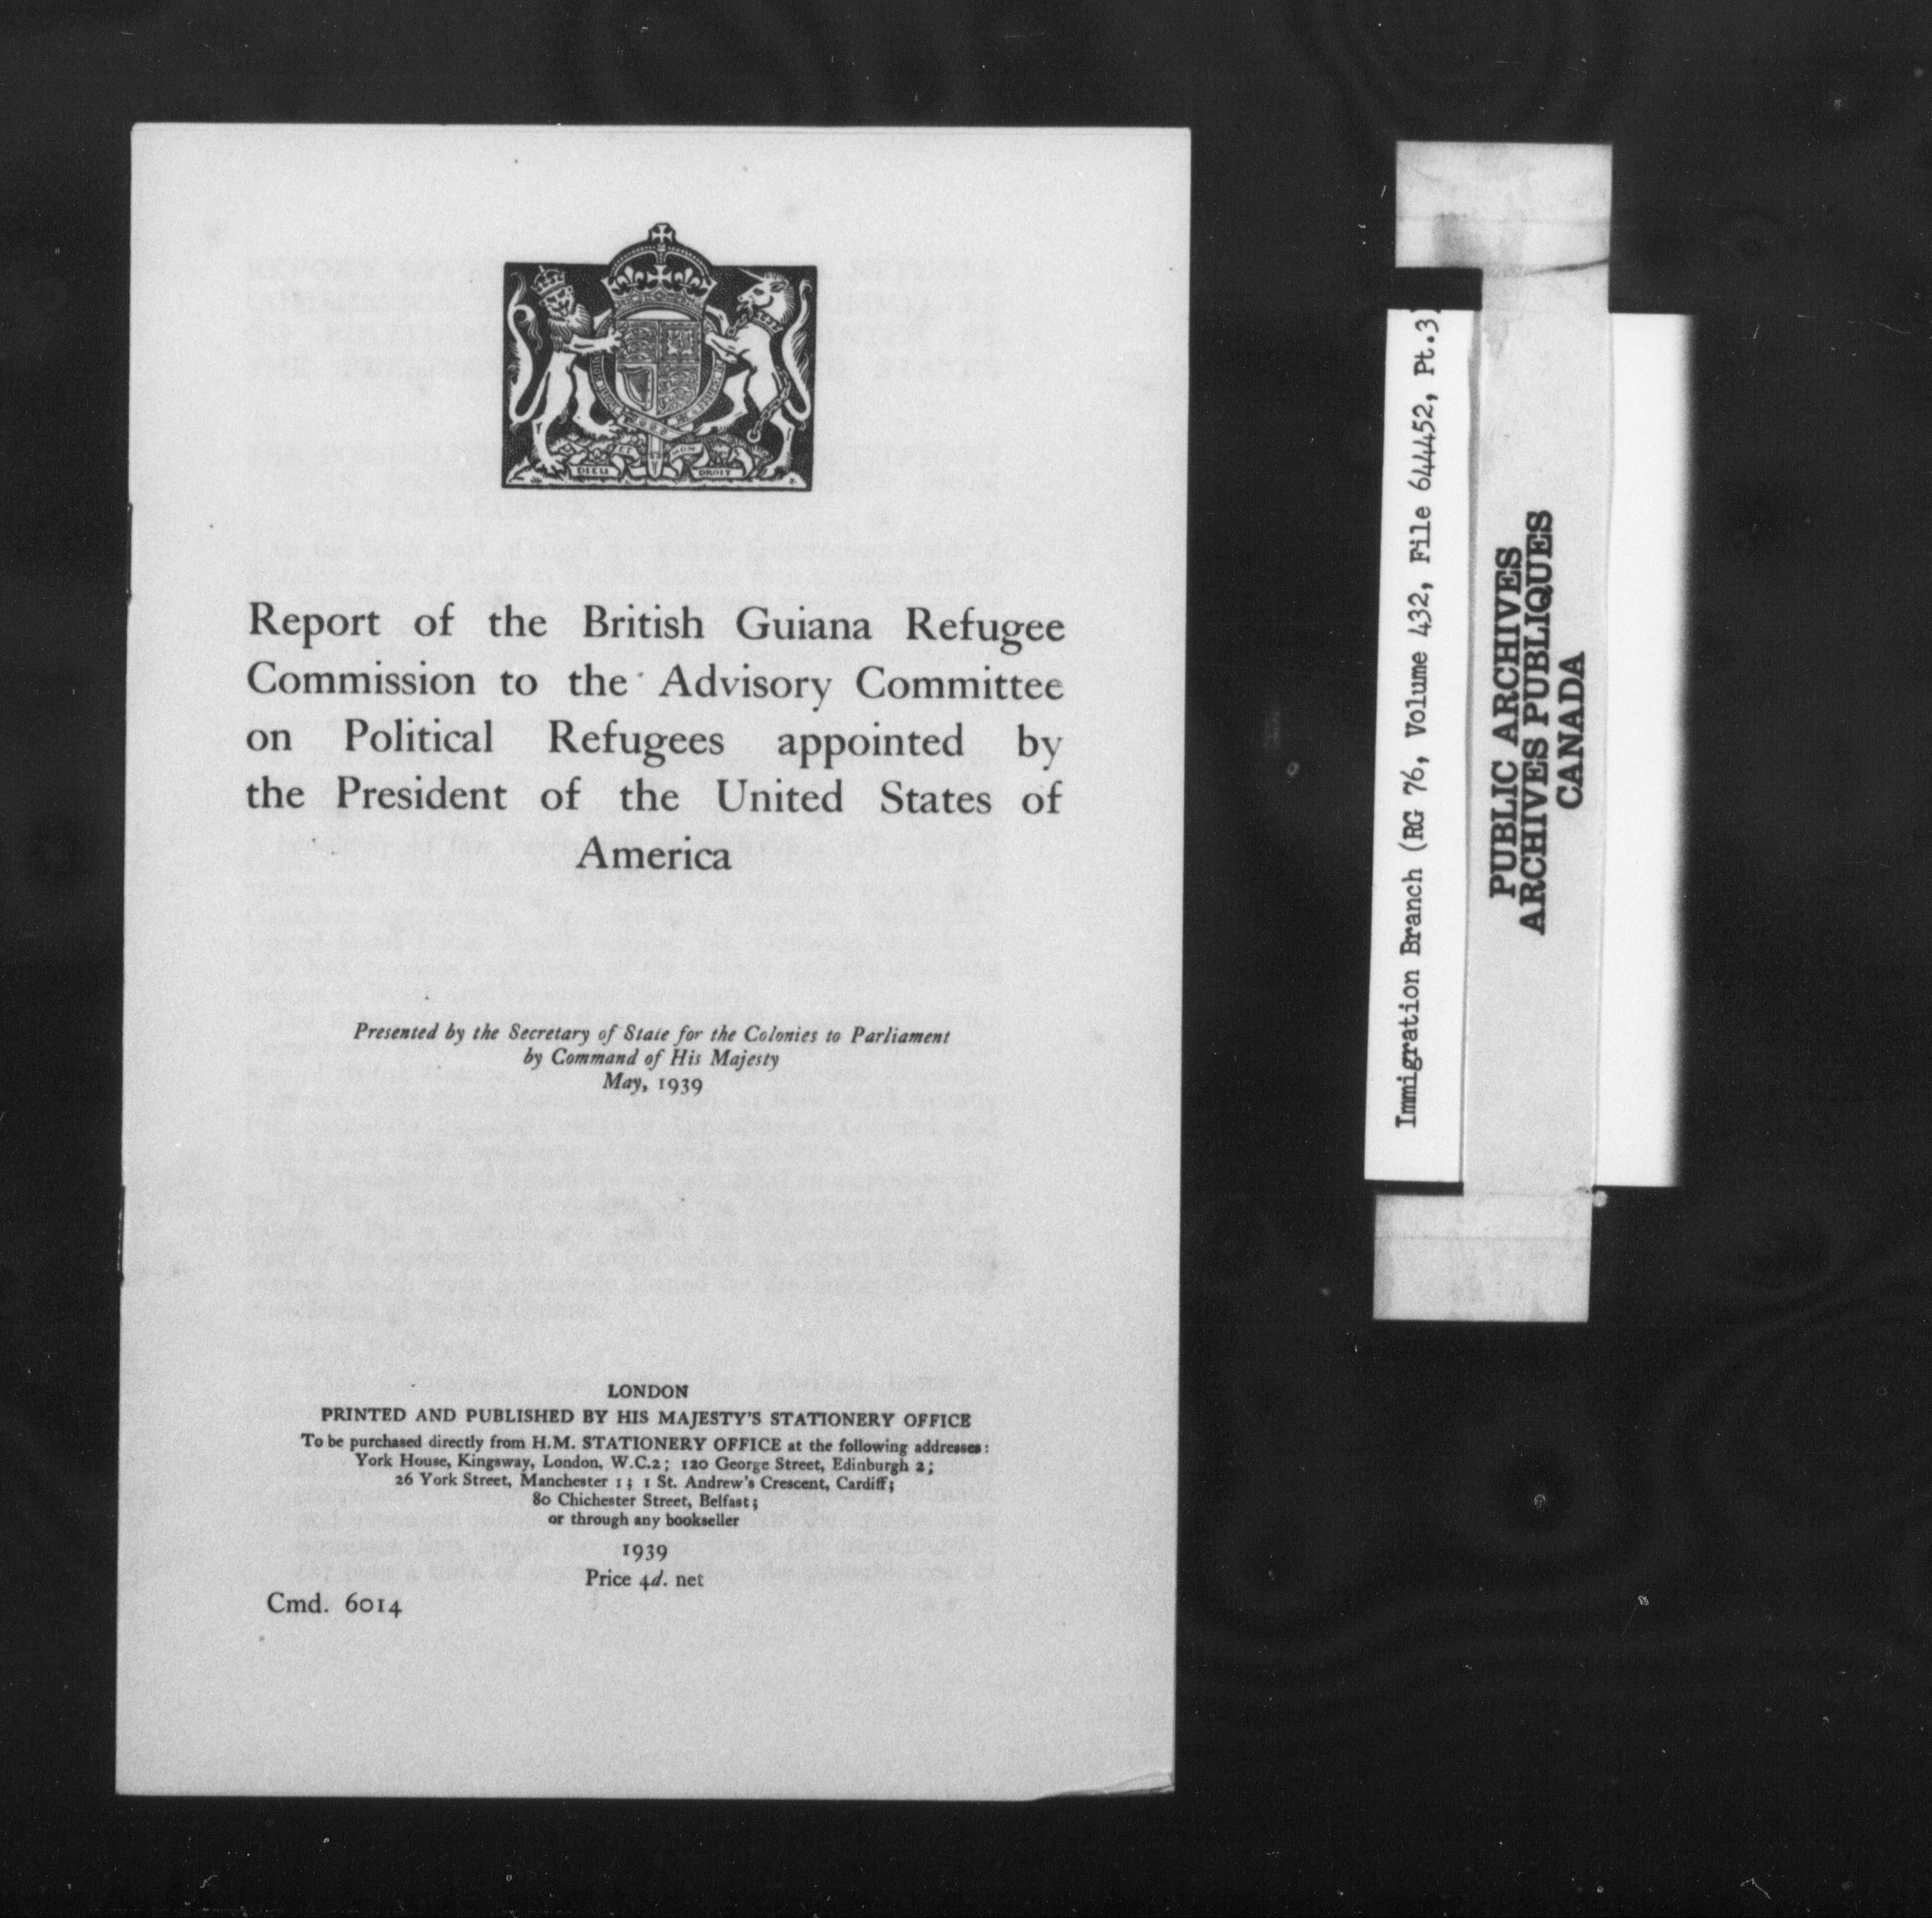 DIEU ET MON DROIT
Report of the British Guiana Refugee
Commission to the Advisory Committee
on Political Refugees appointed by
the President of the United States of
America
Presented by the Secretary of State for the Colonies to Parliament
by Command of His Majesty
May, 1939
LONDON
PRINTED AND PUBLISHED BY HIS MAJESTY'S STATIONERY OFFICE
To be purchased directly from H.M. STATIONERY OFFICE at the following addresses:
York House, Kingsway, London, W.C.2; 120 George Street, Edinburgh 2;
26 York Street, Manchester 1; 1 St. Andrew's Crescent, Cardiff;
80 Chichester Street, Belfast;
or through any bookseller
1939
Price 4d. net
Cmd. 6014
Immigration Branch (RG 76, Volume 432, File 644452, Pt.3)
PUBLIC ARCHIVES
ARCHIVES PUBLIQUES
CANADA